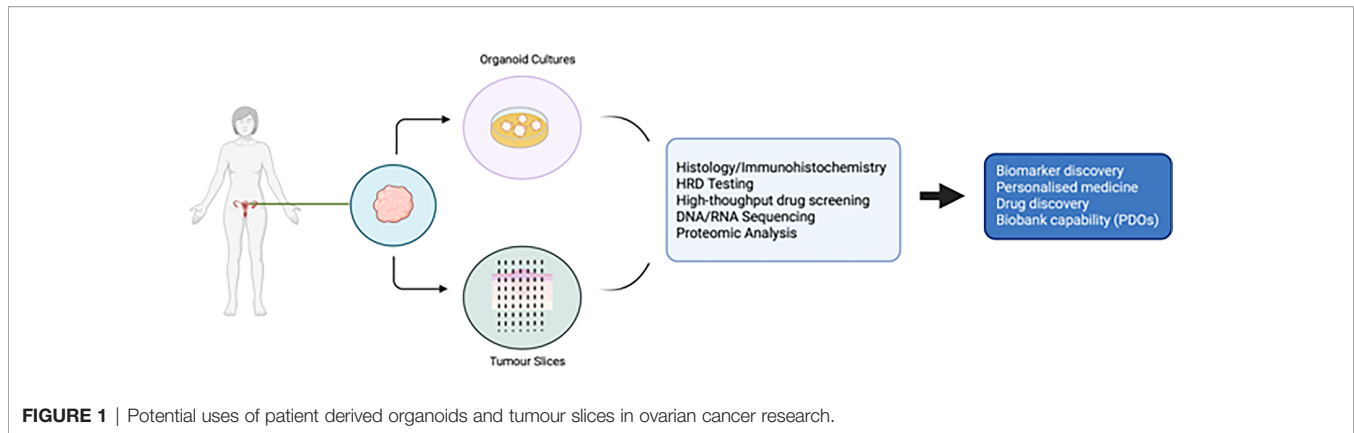 Organoid Cultures
Histology/Immunohistochemistry
HRD Testing
High-thoughput drug screening
DNA/RNA Sequencing
Proteomic Analysis
Biomarker discovery
Personalised medicine
Drug discovery
Biobank capability (PDOs)
Tumour Slices
FIGURE 1 | Potential uses of patient derived organoids and tumour slices in ovarian cancer research.